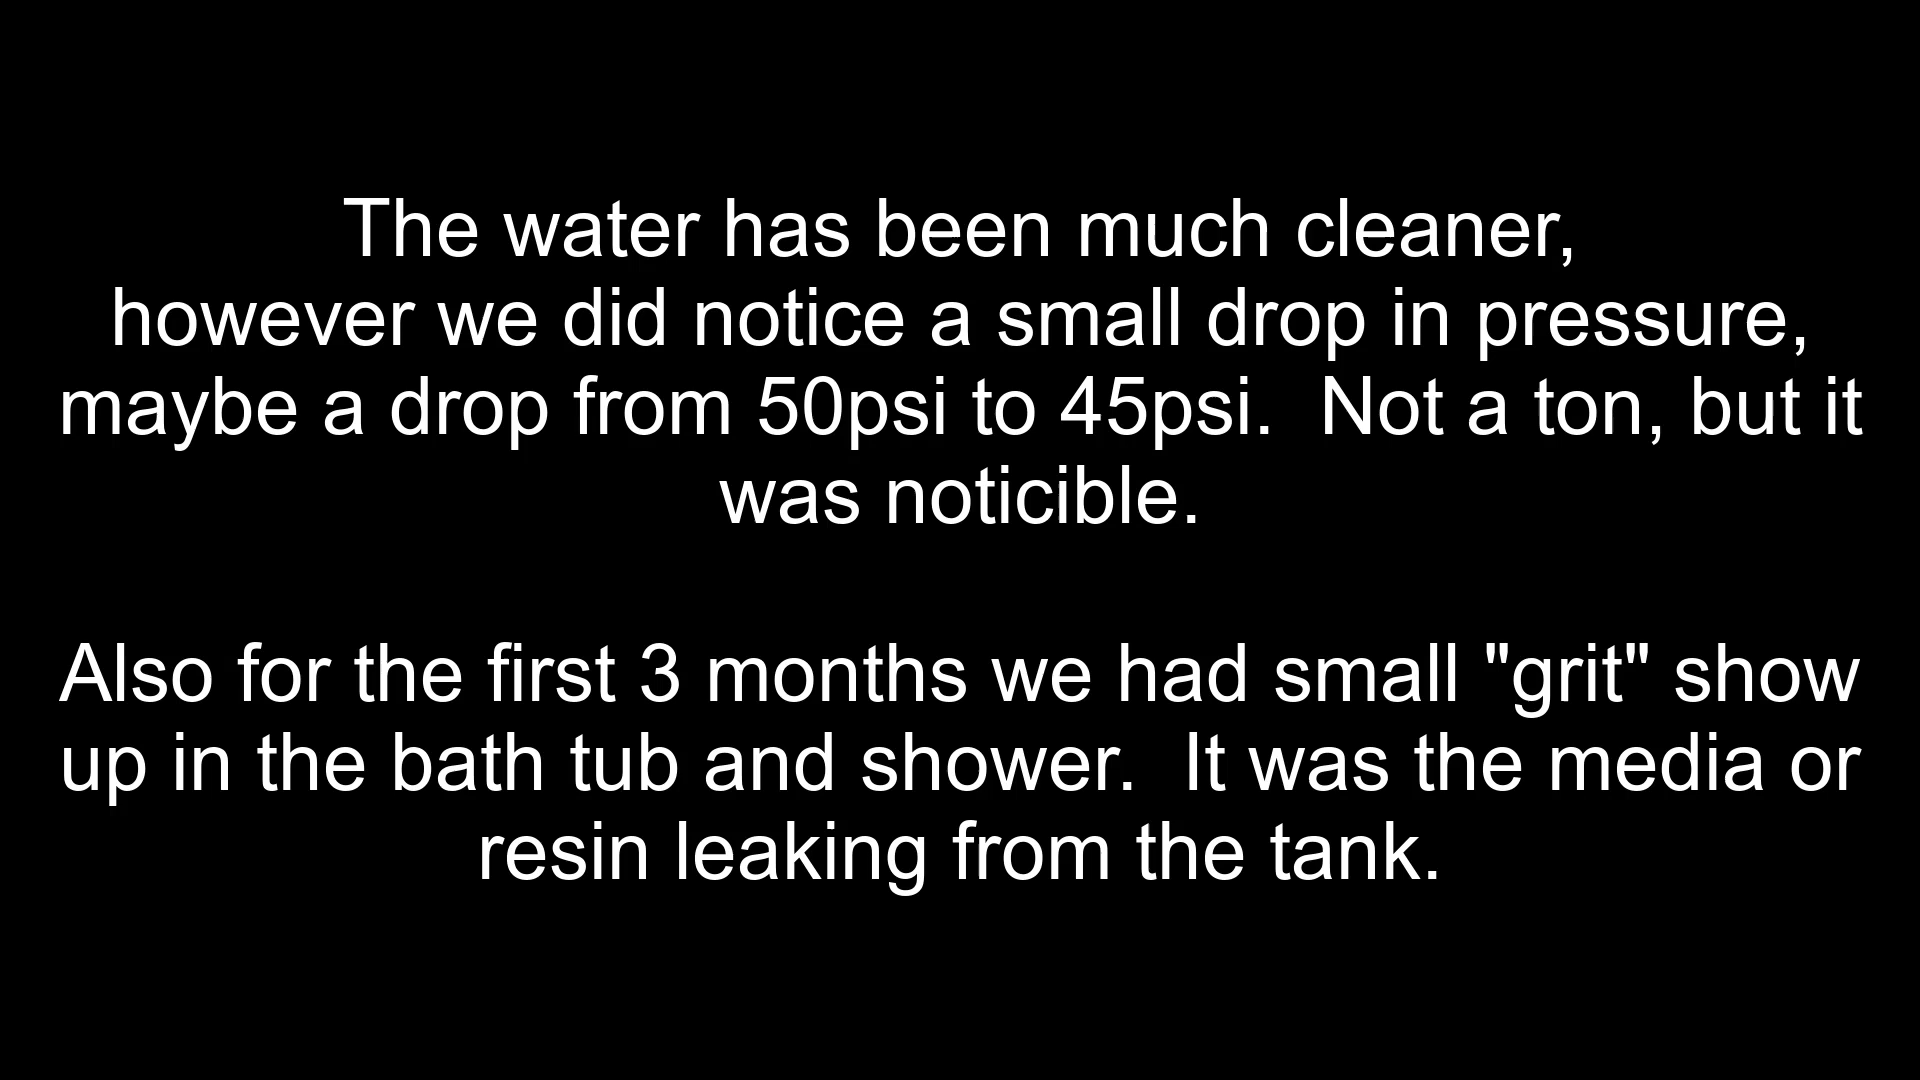 The water has been much cleaner,
however we did notice a small drop in pressure,
maybe a drop from 50psi to 45psi.  Not a ton, but it
was noticible.
Also for the first 3 months we had small "grit" show
up in the bath tub and shower.  It was the media or
resin leaking from the tank.